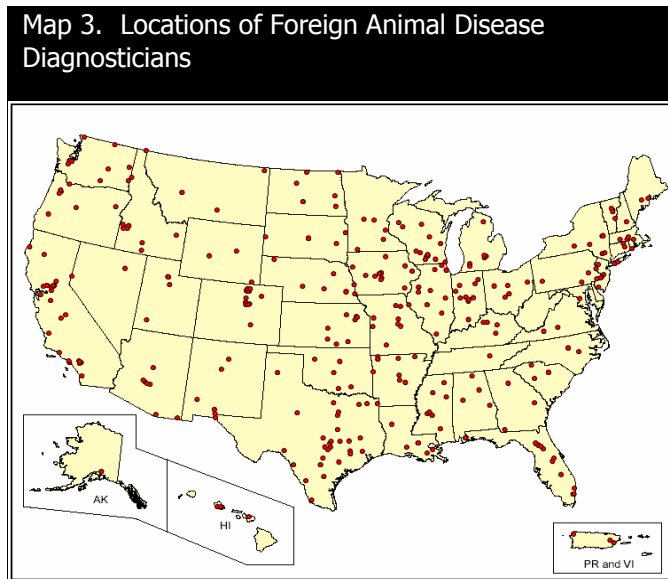 Map 3. Locations of Foreign Animal Disease
Diagnosticians
AK
HI
PR and VI